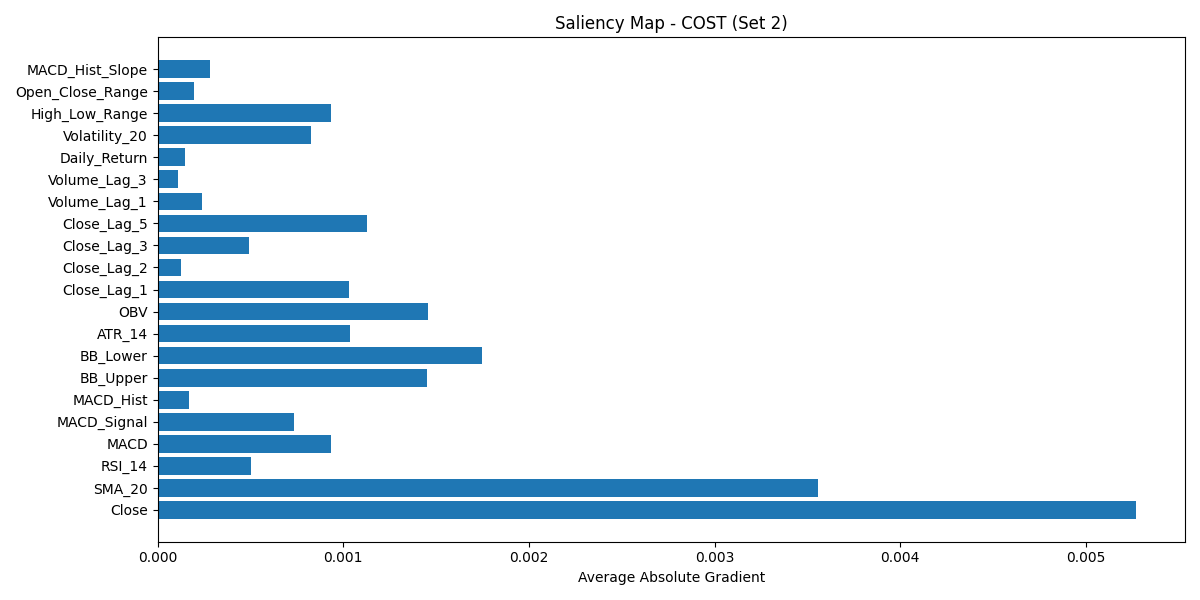 Saliency Map - COST (Set 2)
MACD_Hist_Slope
Open_Close_Range
High_Low_Range
Volatility_20
Daily_Return
Volume_Lag_3
Volume_Lag_1
Close_Lag_5
Close_Lag_3
Close_Lag_2
Close_Lag_1
OBV
ATR_14
BB_Lower
BB_Upper
MACD_Hist
MACD_Signal
MACD
RSI_14
SMA_20
Close
0.000 0.001 0.002 0.003 0.004 0.005
Average Absolute Gradient